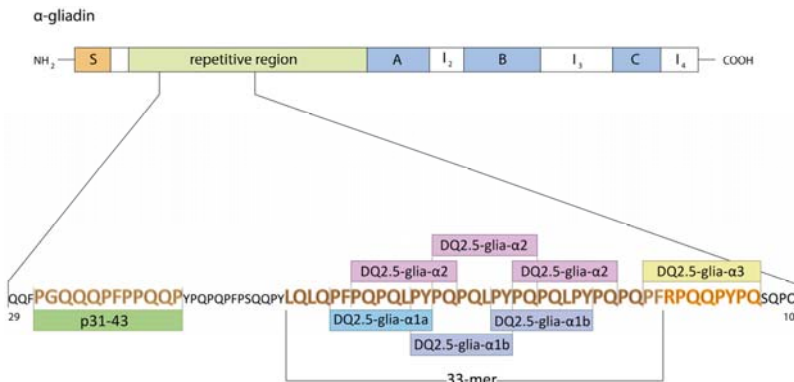 α-gliadin
NH2 S repetitive region A I2 B I3 C I4 COOH
DQ2.5-glia-α2
DQ2.5-glia-α2 DQ2.5-glia-α2 DQ2.5-glia-α3
QQFPGQQQPFPPQQPYPQPQPFPSQQPYLQLQPFPQPQLPYPQPQLPYPQPQLPYPQPQPFRPQQPYPQSQPQ
29 10
p31-43 DQ2.5-glia-α1a DQ2.5-glia-α1b
DQ2.5-glia-α1b
33-mer